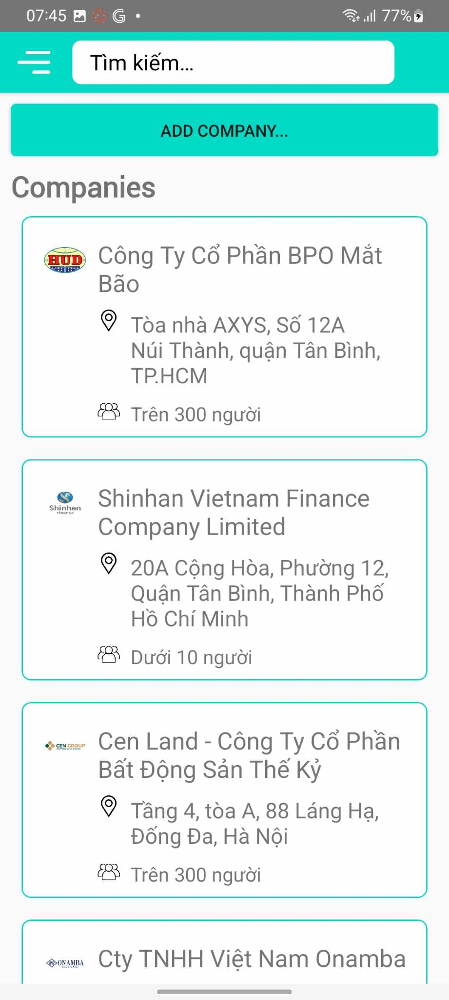 07:45
77%
Tìm kiếm...
ADD COMPANY...
Companies
HUD
Công Ty Cổ Phần BPO Mắt
Bão
Tòa nhà AXYS, Số 12A
Núi Thành, quận Tân Bình,
TP.HCM
Trên 300 người
Shinhan
Finance
Shinhan Vietnam Finance
Company Limited
20A Cộng Hòa, Phường 12,
Quận Tân Bình, Thành Phố
Hồ Chí Minh
Dưới 10 người
CEN GROUP
Cen Land - Công Ty Cổ Phần
Bất Động Sản Thế Kỷ
Tầng 4, tòa A, 88 Láng Hạ,
Đống Đa, Hà Nội
Trên 300 người
ONAMBA
Cty TNHH Việt Nam Onamba